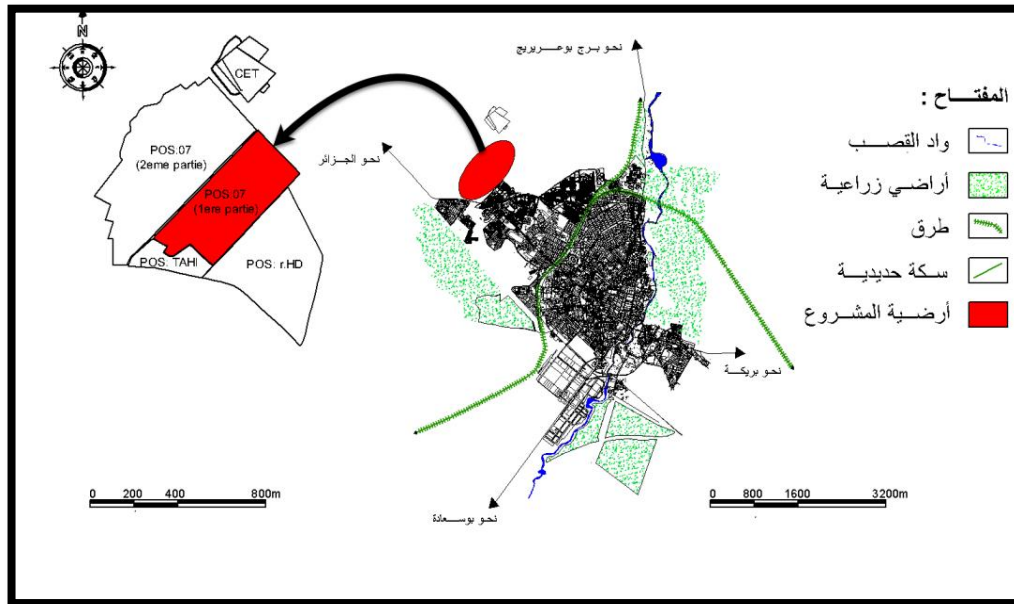 N
CET
POS:07
(2eme partie)
POS:07
(1ere partie)
POS. TAHI
POS: r.HD
نحو برج بوعريريج
نحو الجزائر
نحو بريكة
نحو بوسعادة
المفتاح :
واد القصب
أراضي زراعية
طرق
سكة حديدية
أرضية المشروع
0 200 400 800m
0 800 1600 3200m